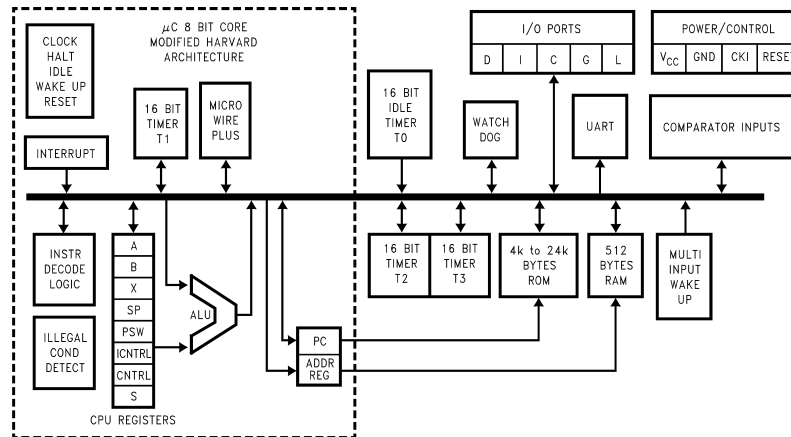 μC 8 BIT CORE
MODIFIED HARVARD
ARCHITECTURE
CLOCK
HALT
IDLE
WAKE UP
RESET
INTERRUPT
16 BIT
TIMER
T1
MICRO
WIRE
PLUS
16 BIT
IDLE
TIMER
T0
WATCH
DOG
I/O PORTS
D I C G L
UART
POWER/CONTROL
VCC GND CKI RESET
COMPARATOR INPUTS
INSTR
DECODE
LOGIC
ILLEGAL
COND
DETECT
A
B
X
SP
PSW
ICNTRL
CNTRL
S
CPU REGISTERS
ALU
PC
ADDR
REG
16 BIT
TIMER
T2
16 BIT
TIMER
T3
4k to 24k
BYTES
ROM
512
BYTES
RAM
MULTI
INPUT
WAKE
UP